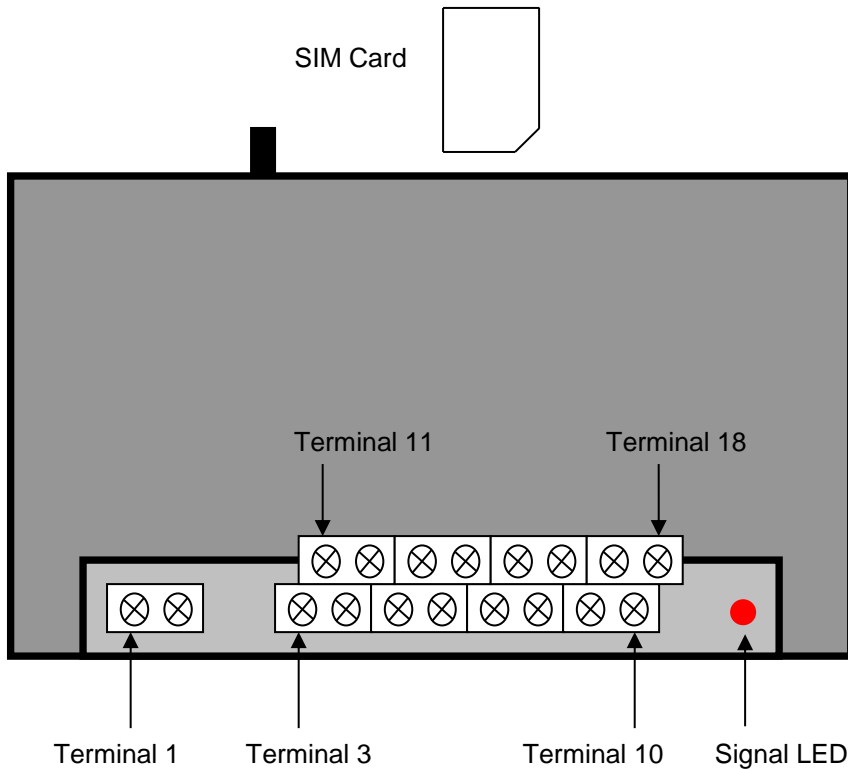 SIM Card
Terminal 11
Terminal 18
Terminal 1
Terminal 3
Terminal 10
Signal LED